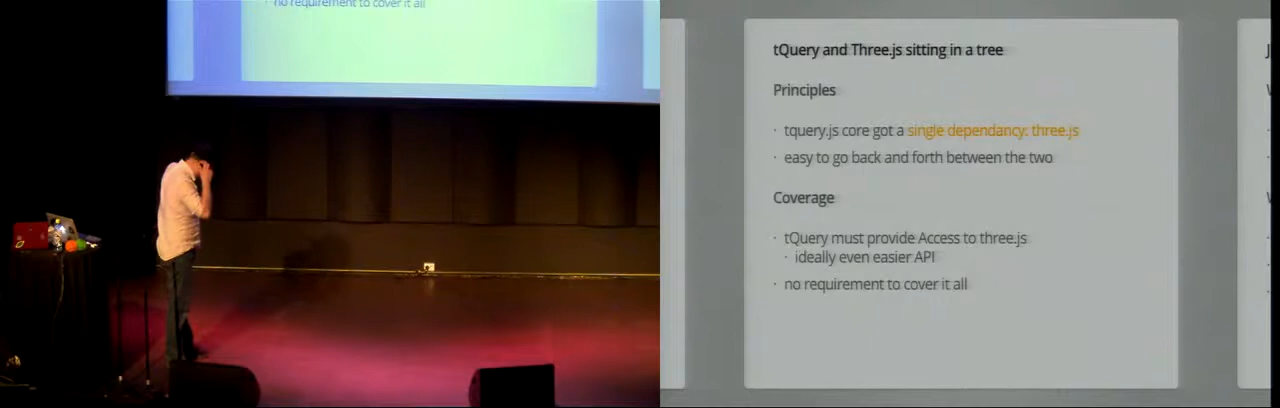 no requirement to cover it all
tQuery and Three.js sitting in a tree
Principles
· tquery.js core got a single dependancy: three.js
· easy to go back and forth between the two
Coverage
· tQuery must provide Access to three.js
· ideally even easier API
· no requirement to cover it all